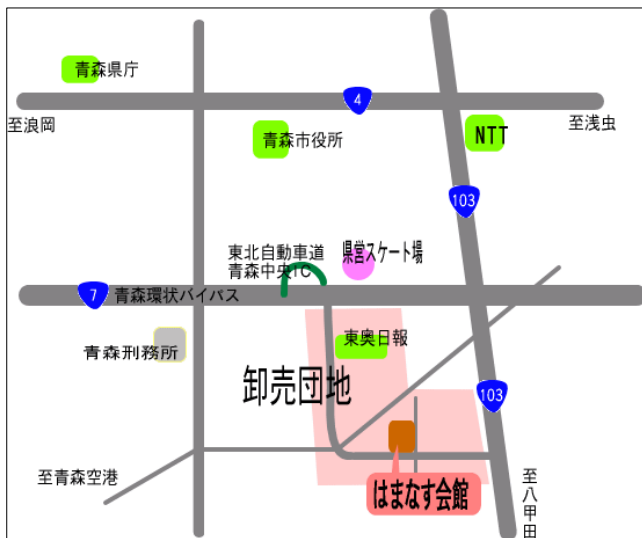 青森県庁
4
至浪岡
青森市役所
NTT
至浅虫
103
東北自動車道
青森中央IC
県営スケート場
7
青森環状バイパス
青森刑務所
東奥日報
卸売団地
103
至青森空港
はまなす会館
至八甲田